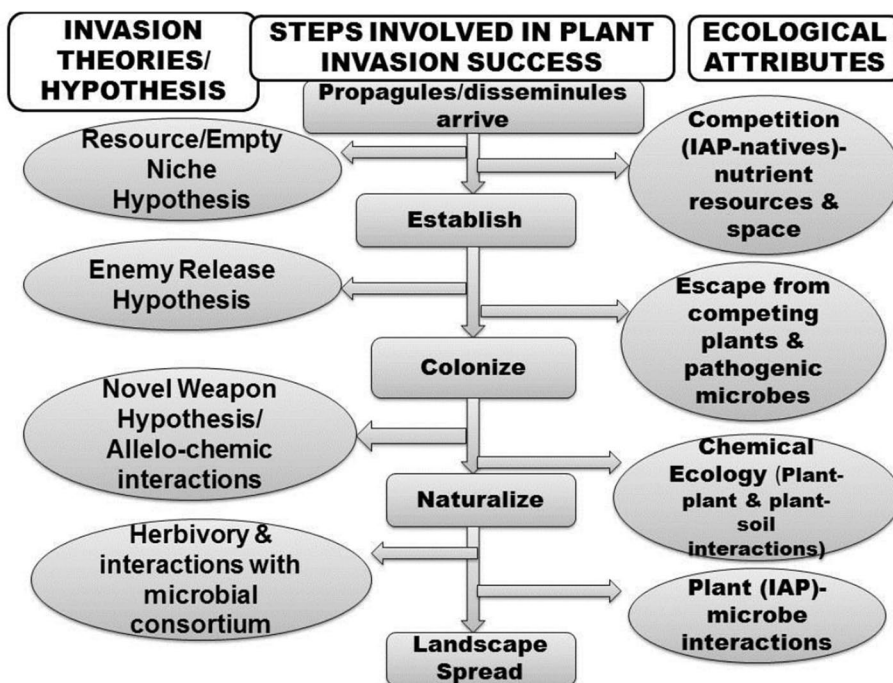 INVASION
THEORIES/
HYPOTHESIS
STEPS INVOLVED IN PLANT
INVASION SUCCESS
ECOLOGICAL
ATTRIBUTES
Propagules/disseminules
arrive
Resource/Empty
Niche
Hypothesis
Competition
(IAP-natives)-
nutrient
resources &
space
Establish
Enemy Release
Hypothesis
Escape from
competing
plants &
pathogenic
microbes
Colonize
Novel Weapon
Hypothesis/
Allelo-chemic
interactions
Chemical
Ecology (Plant-
plant & plant-
soil
interactions)
Naturalize
Herbivory &
interactions with
microbial
consortium
Plant (IAP)-
microbe
interactions
Landscape
Spread